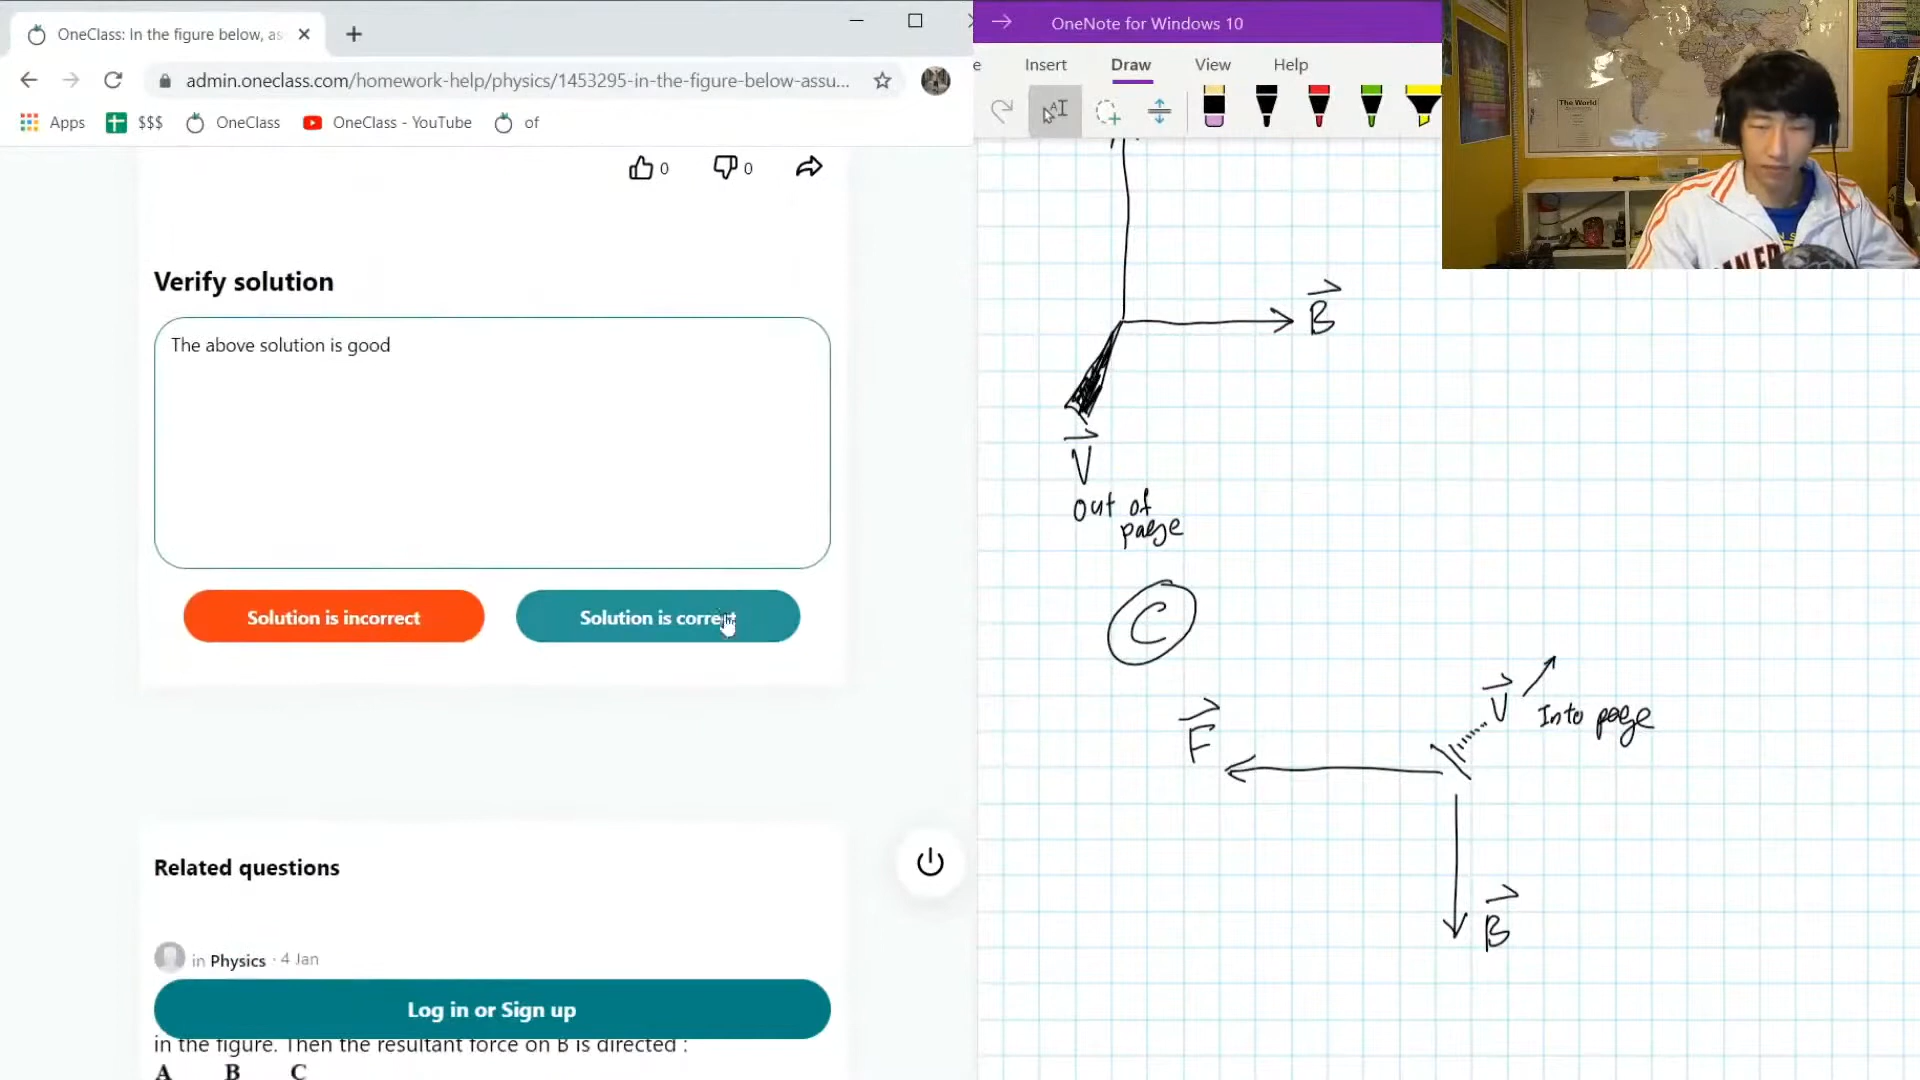 OneClass: In the figure below, as
admin.oneclass.com/homework-help/physics/1453295-in-the-figure-below-assu...
Apps
$$$
OneClass
OneClass - YouTube
of
0
0
Verify solution
The above solution is good
Solution is incorrect
Solution is correct
Related questions
in Physics · 4 Jan
Log in or Sign up
in the figure. Then the resultant force on B is directed :
A B C
OneNote for Windows 10
Insert
Draw
View
Help
B
V
Out of
page
C
V
Into page
F
B
The World